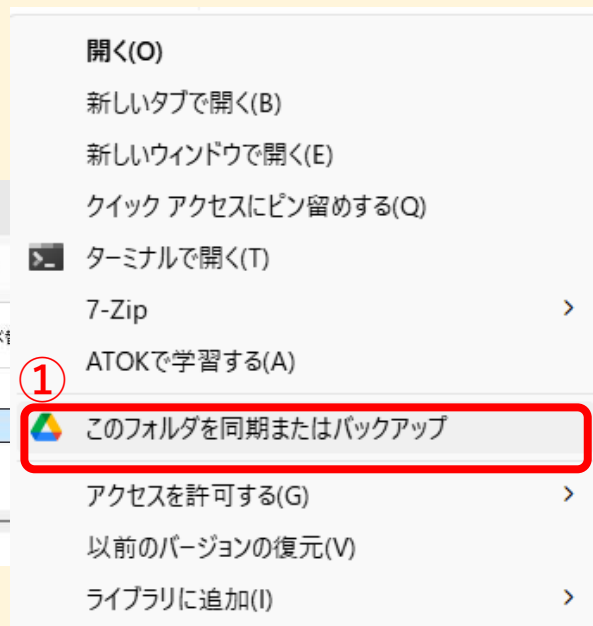 開く(O)
新しいタブで開く(B)
新しいウィンドウで開く(E)
クイック アクセスにピン留めする(Q)
ターミナルで開く(T)
7-Zip
ATOKで学習する(A)
①
このフォルダを同期またはバックアップ
アクセスを許可する(G)
以前のバージョンの復元(V)
ライブラリに追加(I)